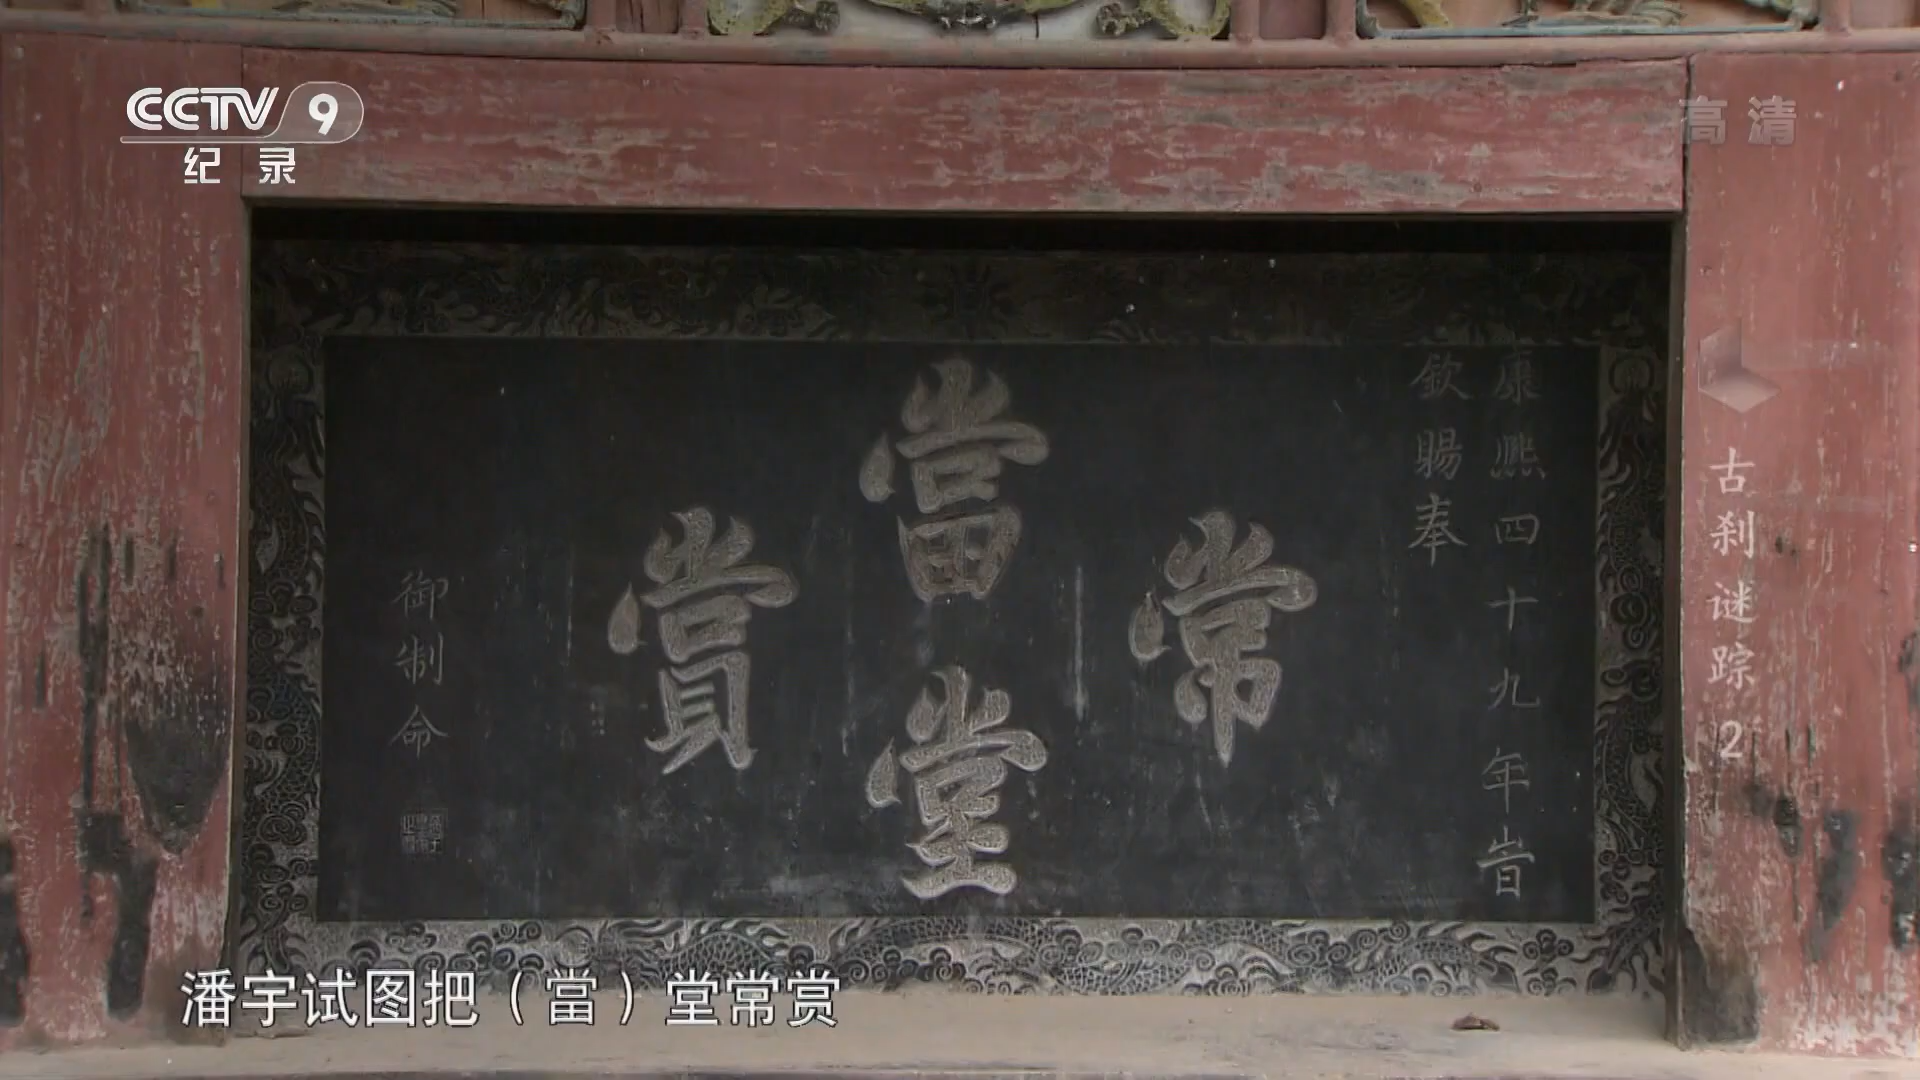 CCTV 9
纪录
高清
康熙四十九年旹
欽賜奉
當
常
賞
堂
御制命
古刹谜踪 2
潘宇试图把（當）堂常赏